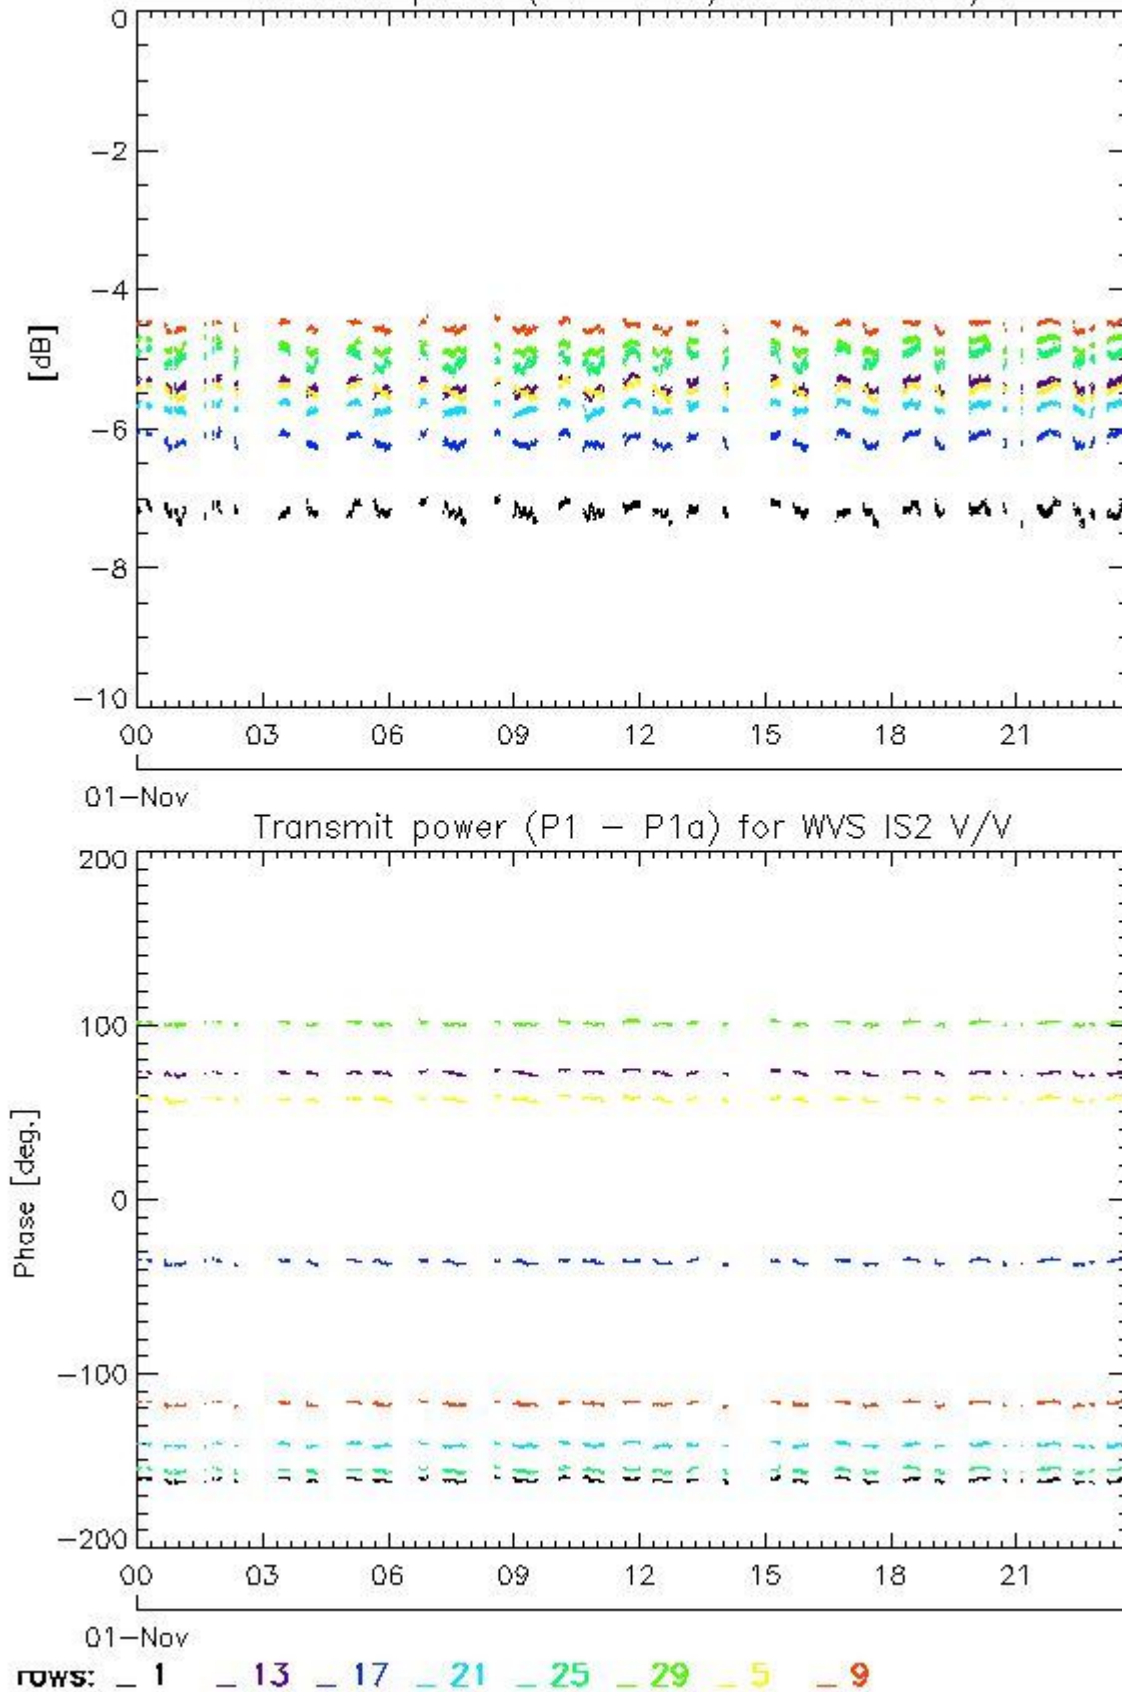 0
-2
-4
[dB]
-6
-8
-10
00 03 06 09 12 15 18 21
01-Nov
Transmit power (P1 - P1a) for WVS IS2 V/V
200
100
Phase [deg.]
0
-100
-200
00 03 06 09 12 15 18 21
01-Nov
rows: _ 1 _ 13 _ 17 _ 21 _ 25 _ 29 _ 5 _ 9